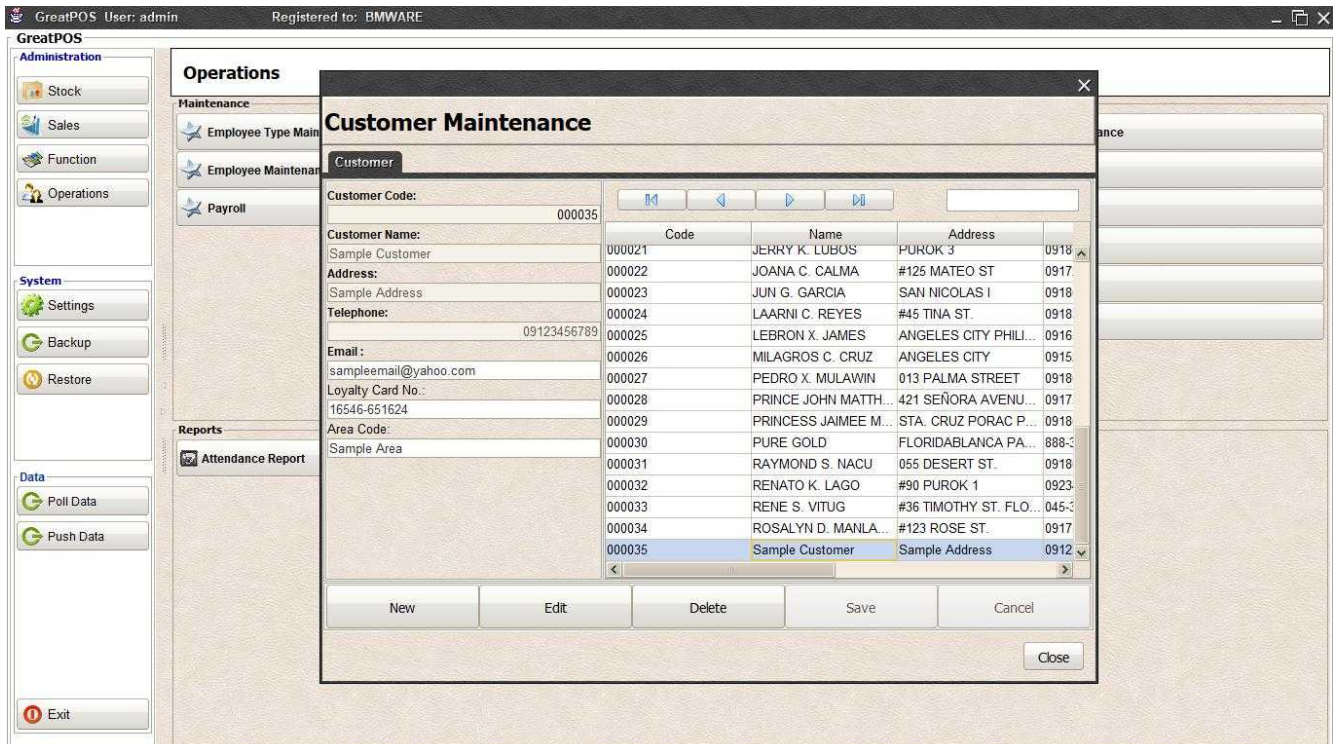 GreatPOS User: admin Registered to: BMWARE
GreatPOS
Administration
Stock
Sales
Function
Operations
System
Settings
Backup
Restore
Data
Poll Data
Push Data
Exit
Operations
Maintenance
Employee Type Main
Employee Maintenan
Payroll
ance
Reports
Attendance Report
Customer Maintenance
Customer
Customer Code:
000035
Customer Name:
Sample Customer
Address:
Sample Address
Telephone:
09123456789
Email :
sampleemail@yahoo.com
Loyalty Card No.:
16546-651624
Area Code:
Sample Area
Code Name Address
000021 JERRY K. LUBOS PUROK 3 0918
000022 JOANA C. CALMA #125 MATEO ST 0917
000023 JUN G. GARCIA SAN NICOLAS I 0918
000024 LAARNI C. REYES #45 TINA ST. 0918
000025 LEBRON X. JAMES ANGELES CITY PHILI... 0916
000026 MILAGROS C. CRUZ ANGELES CITY 0915
000027 PEDRO X. MULAWIN 013 PALMA STREET 0918
000028 PRINCE JOHN MATTH... 421 SEÑORA AVENU... 0917
000029 PRINCESS JAIMEE M... STA. CRUZ PORAC P... 0918
000030 PURE GOLD FLORIDABLANCA PA... 888-3
000031 RAYMOND S. NACU 055 DESERT ST. 0918
000032 RENATO K. LAGO #90 PUROK 1 0923
000033 RENE S. VITUG #36 TIMOTHY ST. FLO... 045-3
000034 ROSALYN D. MANLA... #123 ROSE ST. 0917
000035 Sample Customer Sample Address 0912
New Edit Delete Save Cancel
Close